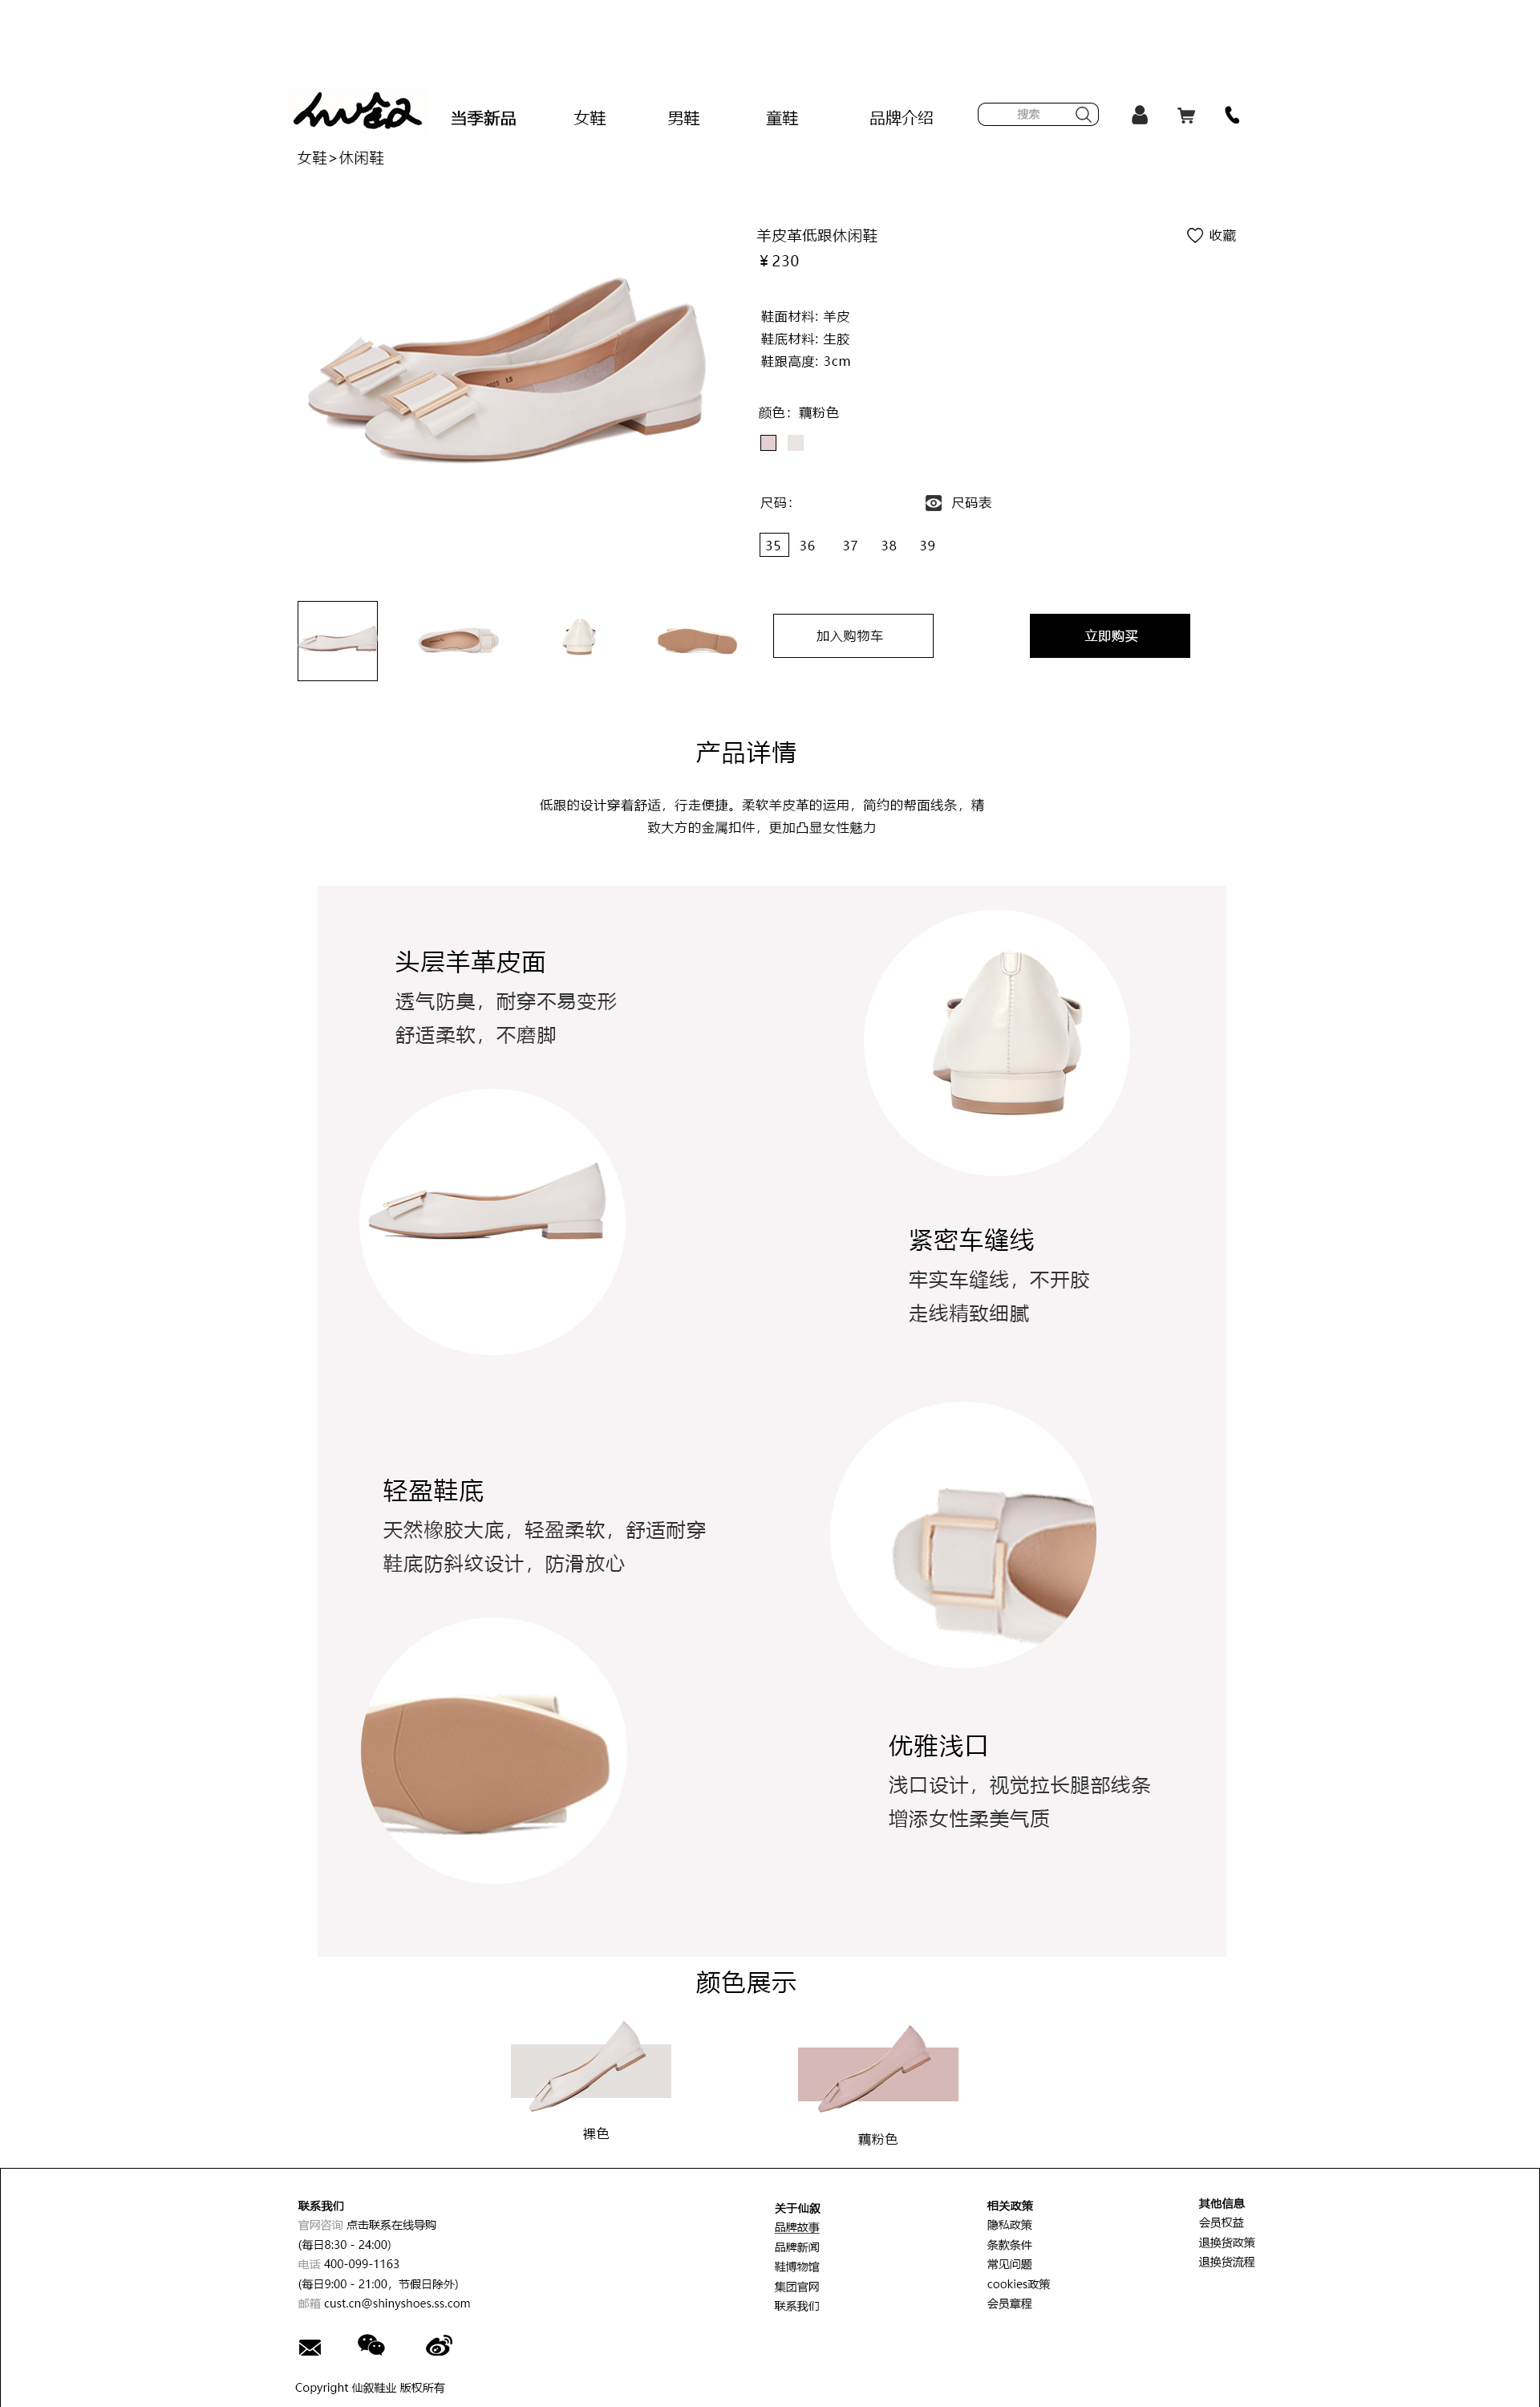 仙叙
当季新品
女鞋
男鞋
童鞋
品牌介绍
搜索
女鞋>休闲鞋
羊皮革低跟休闲鞋
收藏
¥230
鞋面材料: 羊皮
鞋底材料: 生胶
鞋跟高度: 3cm
颜色: 藕粉色
尺码:
尺码表
35 36 37 38 39
加入购物车
立即购买
产品详情
低跟的设计穿着舒适，行走便捷。柔软羊皮革的运用，简约的帮面线条，精
致大方的金属扣件，更加凸显女性魅力
头层羊革皮面
透气防臭，耐穿不易变形
舒适柔软，不磨脚
紧密车缝线
牢实车缝线，不开胶
走线精致细腻
轻盈鞋底
天然橡胶大底，轻盈柔软，舒适耐穿
鞋底防斜纹设计，防滑放心
优雅浅口
浅口设计，视觉拉长腿部线条
增添女性柔美气质
颜色展示
裸色
藕粉色
联系我们
官网咨询 点击联系在线导购
(每日8:30 - 24:00)
电话 400-099-1163
(每日9:00 - 21:00，节假日除外)
邮箱 cust.cn@shinyshoes.ss.com
关于仙叙
品牌故事
品牌新闻
鞋博物馆
集团官网
联系我们
相关政策
隐私政策
条款条件
常见问题
cookies政策
会员章程
其他信息
会员权益
退换货政策
退换货流程
Copyright 仙叙鞋业 版权所有